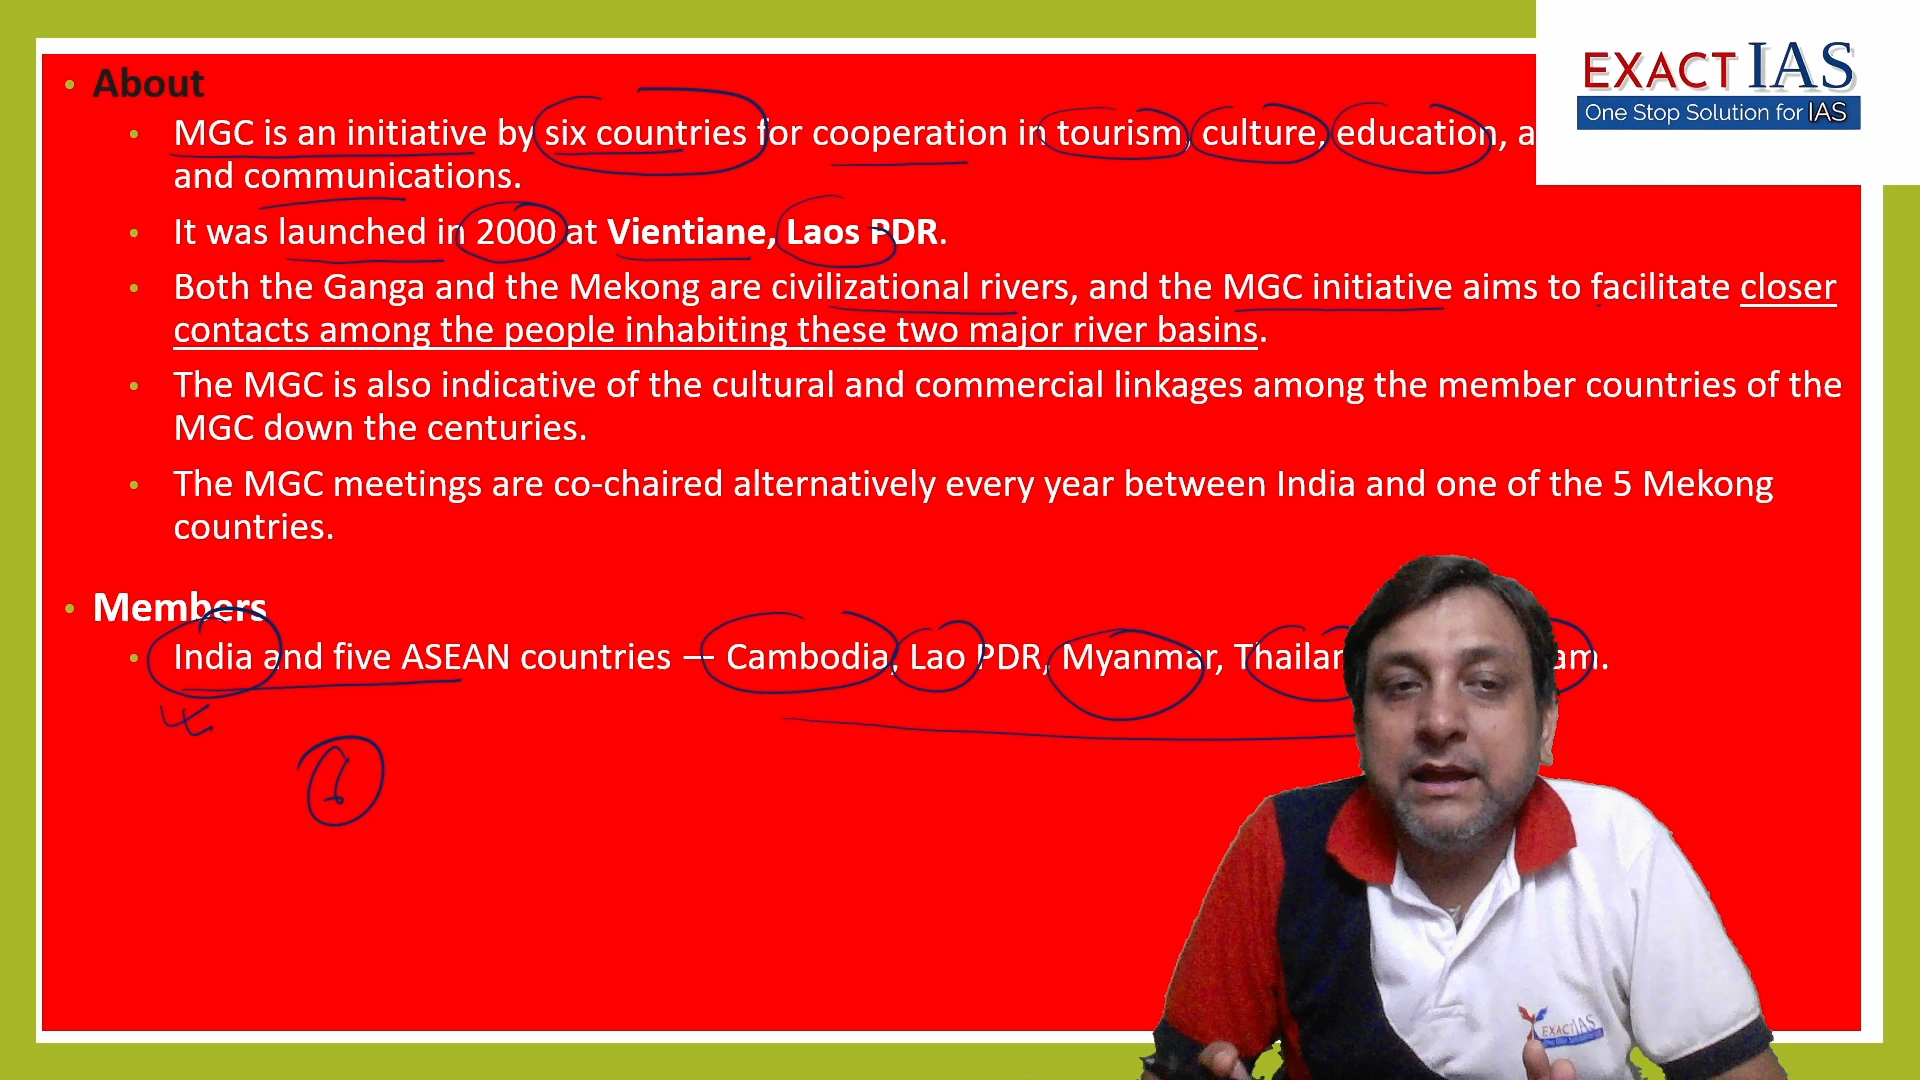 EXACT IAS
One Stop Solution for IAS
• About
• MGC is an initiative by six countries for cooperation in tourism, culture, education, a
and communications.
• It was launched in 2000 at Vientiane, Laos PDR.
• Both the Ganga and the Mekong are civilizational rivers, and the MGC initiative aims to facilitate closer
contacts among the people inhabiting these two major river basins.
• The MGC is also indicative of the cultural and commercial linkages among the member countries of the
MGC down the centuries.
• The MGC meetings are co-chaired alternatively every year between India and one of the 5 Mekong
countries.
• Members
• India and five ASEAN countries — Cambodia, Lao PDR, Myanmar, Thailan am.
EXACT IAS